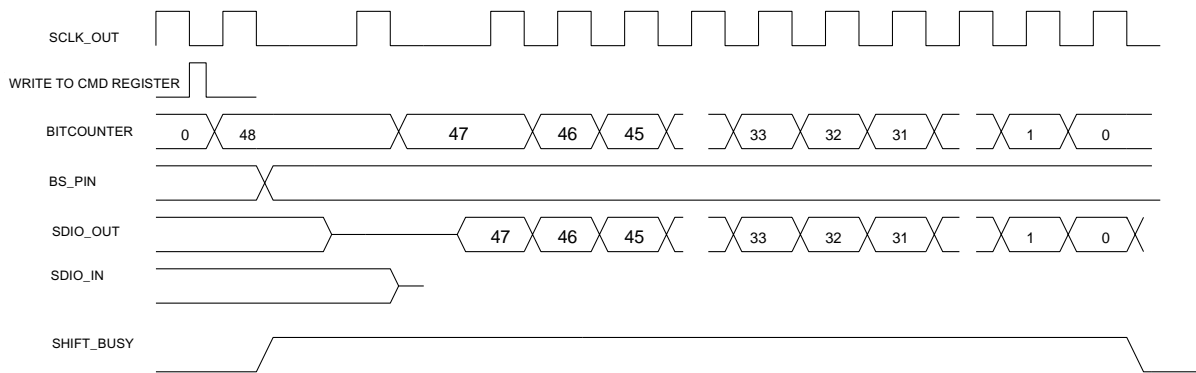 SCLK_OUT
WRITE TO CMD REGISTER
BITCOUNTER 0 48 47 46 45 33 32 31 1 0
BS_PIN
SDIO_OUT 47 46 45 33 32 31 1 0
SDIO_IN
SHIFT_BUSY